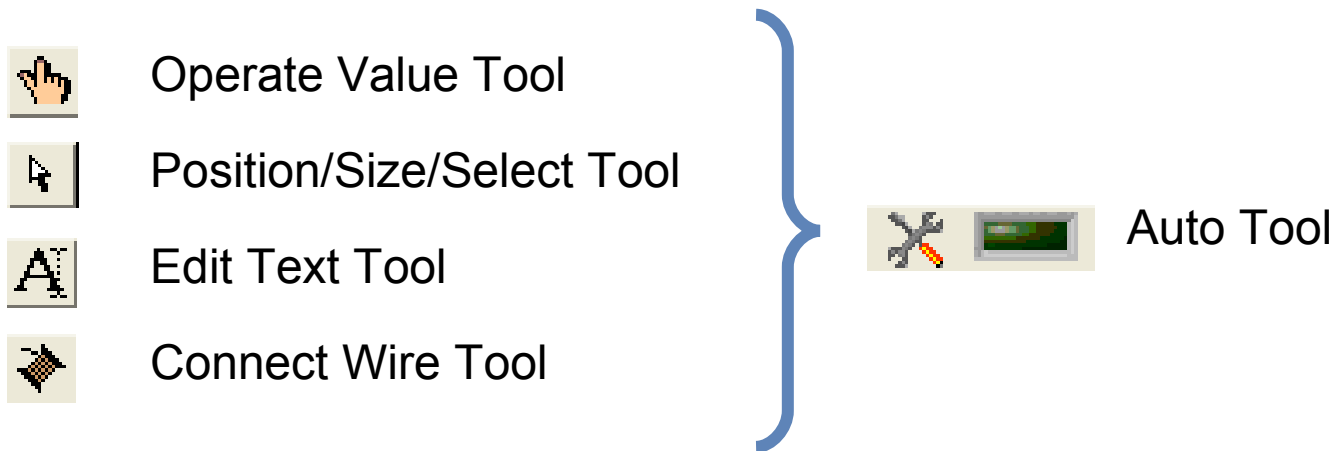 Operate Value Tool
Position/Size/Select Tool
Edit Text Tool
Connect Wire Tool
Auto Tool